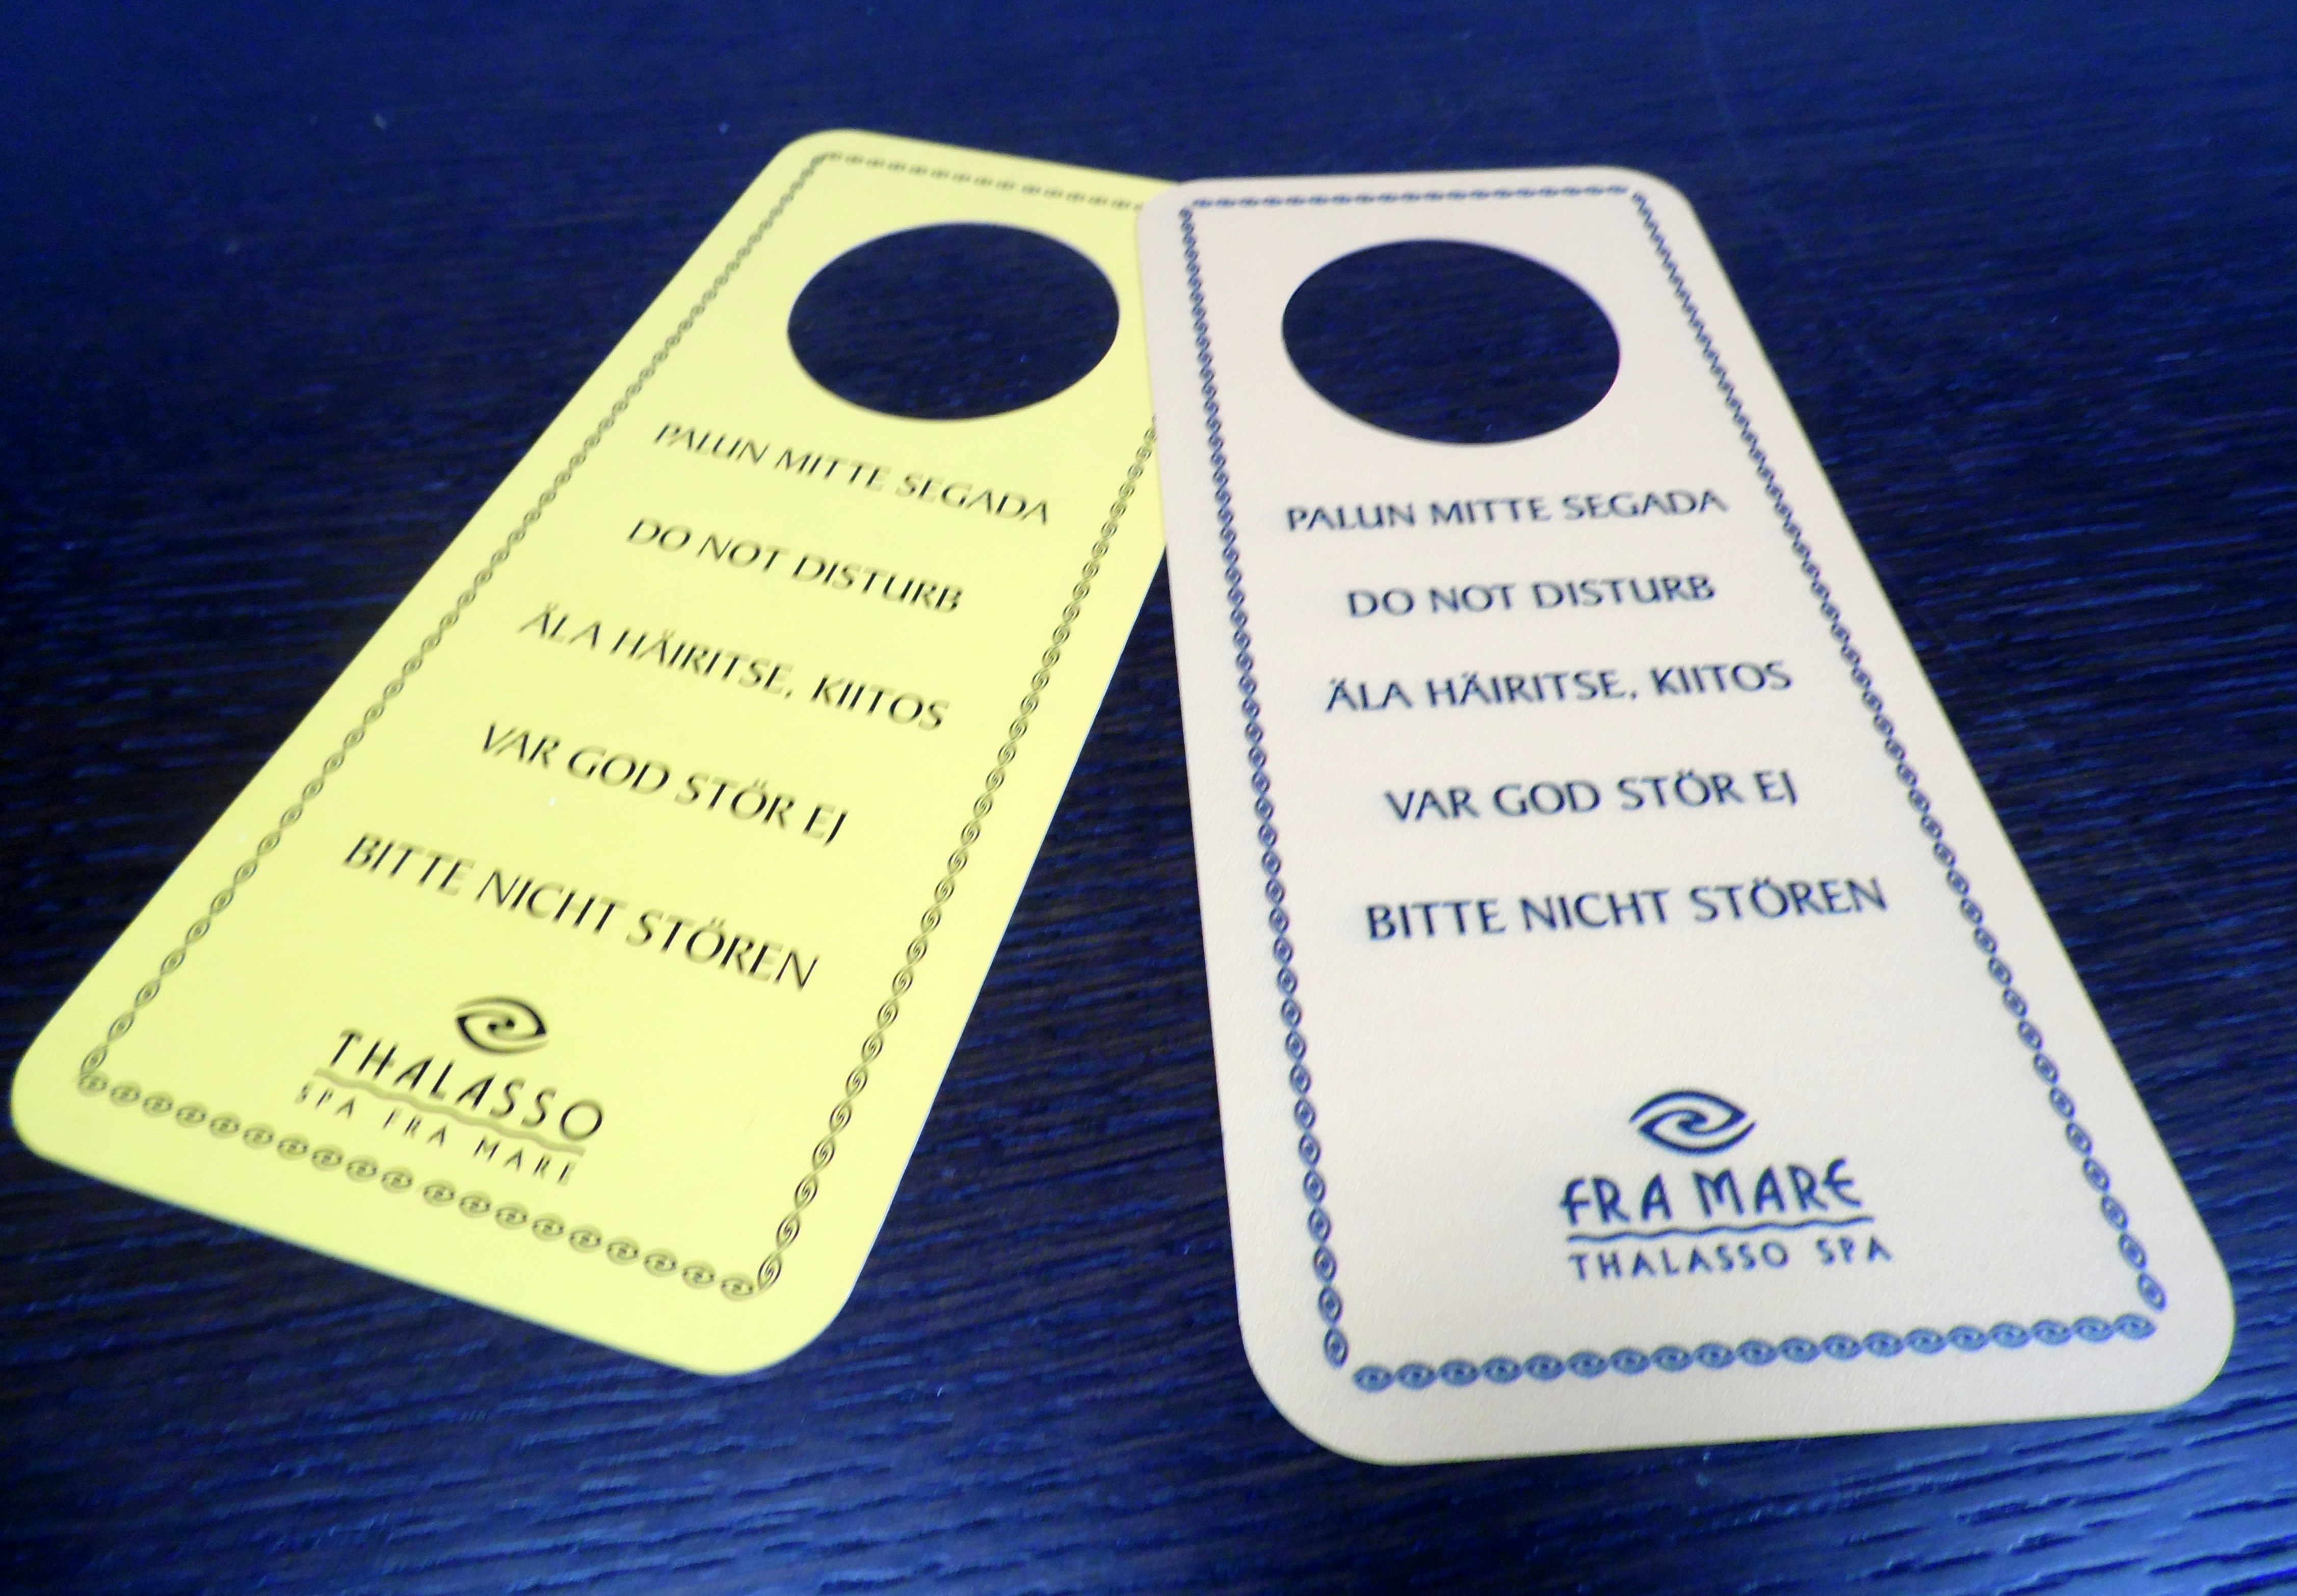 PALUN MITTE SEGADA
DO NOT DISTURB
ÄLA HÄIRITSE, KIITOS
VAR GOD STÖR EJ
BITTE NICHT STÖREN
THALASSO
SPA FRA MARE
PALUN MITTE SEGADA
DO NOT DISTURB
ÄLA HÄIRITSE, KIITOS
VAR GOD STÖR EJ
BITTE NICHT STÖREN
FRA MARE
THALASSO SPA